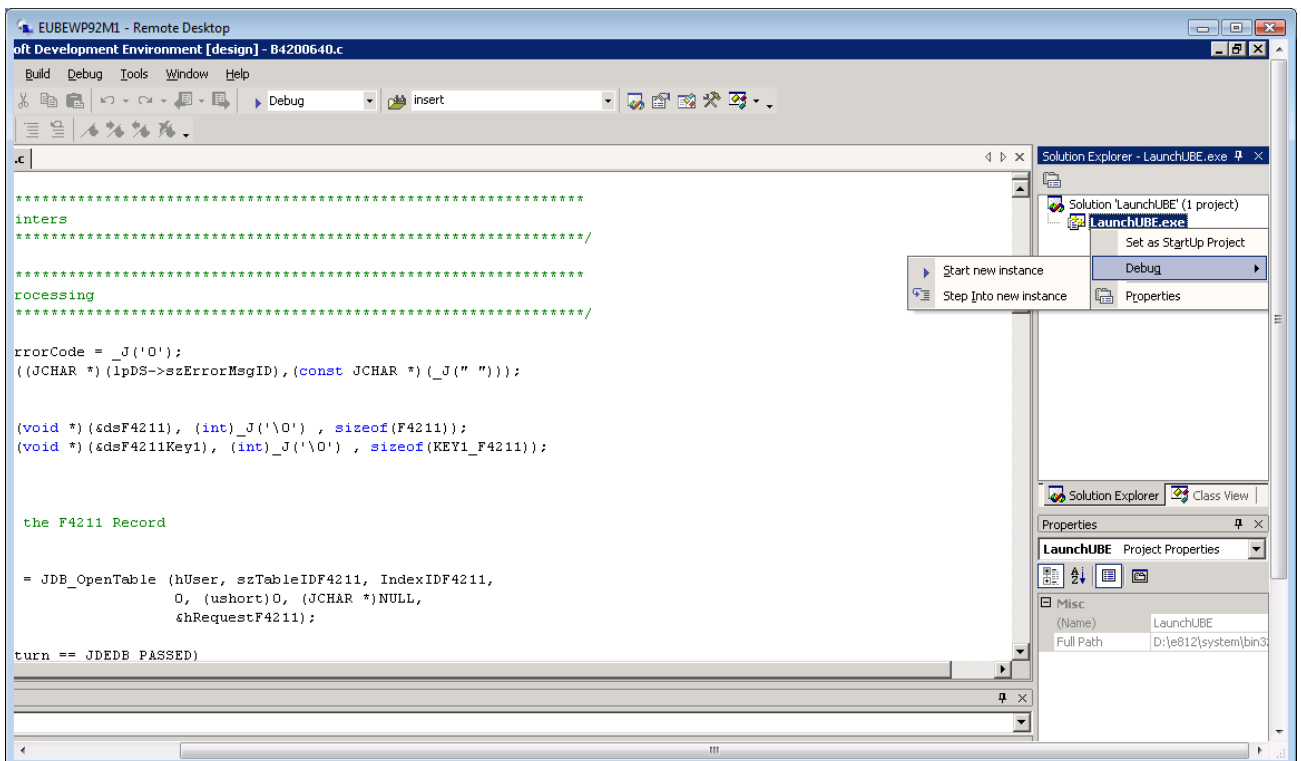 EUBEWP92M1 - Remote Desktop
oft Development Environment [design] - B4200640.c
Build Debug Tools Window Help
Debug insert
.c
Solution Explorer - LaunchUBE.exe
Solution 'LaunchUBE' (1 project)
LaunchUBE.exe
Set as StartUp Project
Debug
Properties
Start new instance
Step Into new instance
******************************************************************
inters
******************************************************************/
******************************************************************
rocessing
******************************************************************/
rrorCode = _J('0');
((JCHAR *)(lpDS->szErrorMsgID),(const JCHAR *)(_J(" ")));
(void *)(&dsF4211), (int)_J('\0') , sizeof(F4211));
(void *)(&dsF4211Key1), (int)_J('\0') , sizeof(KEY1_F4211));
the F4211 Record
= JDB_OpenTable (hUser, szTableIDF4211, IndexIDF4211,
0, (ushort)0, (JCHAR *)NULL,
&hRequestF4211);
turn == JDEDB_PASSED)
Solution Explorer Class View
Properties
LaunchUBE Project Properties
Misc
(Name) LaunchUBE
Full Path D:\e812\system\bin32